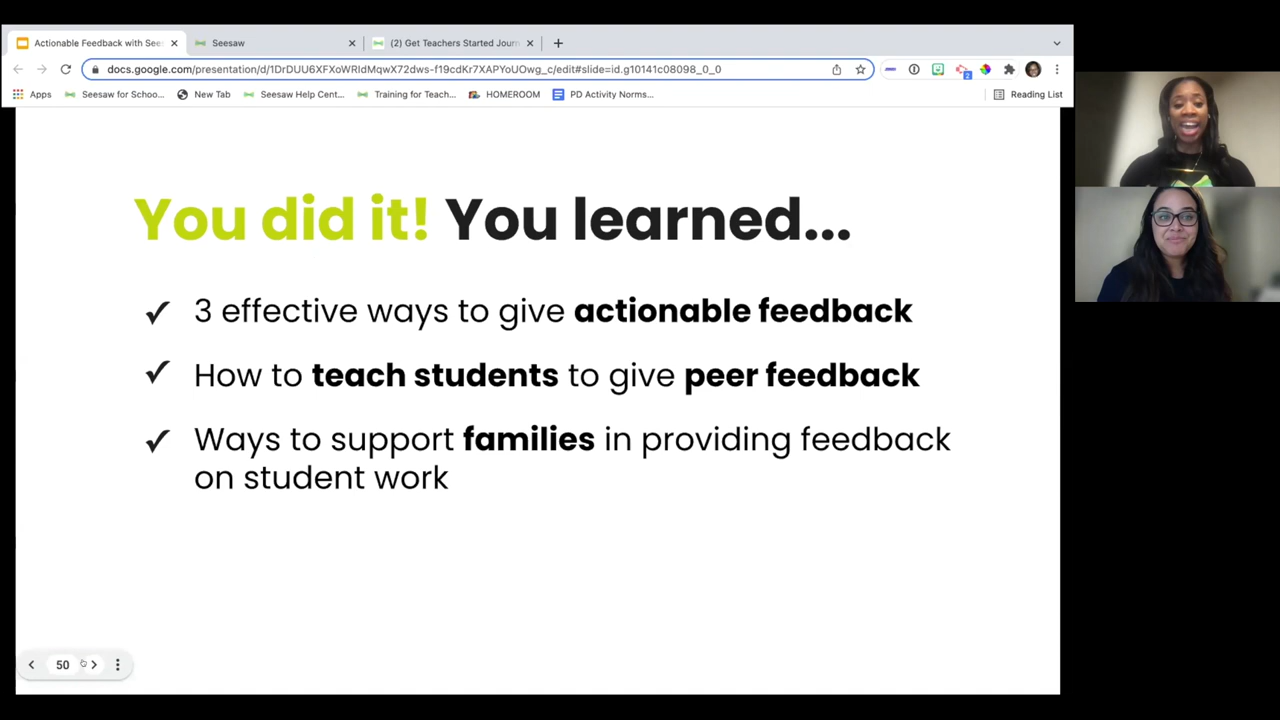 Actionable Feedback with Sees
Seesaw
(2) Get Teachers Started Journ
docs.google.com/presentation/d/1DrDUU6XFXoWRIdMqwX72dws-f19cdKr7XAPYoUOwg_c/edit#slide=id.g10141c08098_0_0
2
Apps
Seesaw for Schoo...
New Tab
Seesaw Help Cent...
Training for Teach...
HOMEROOM
PD Activity Norms...
Reading List
You did it! You learned...
✓ 3 effective ways to give actionable feedback
✓ How to teach students to give peer feedback
✓ Ways to support families in providing feedback
on student work
50